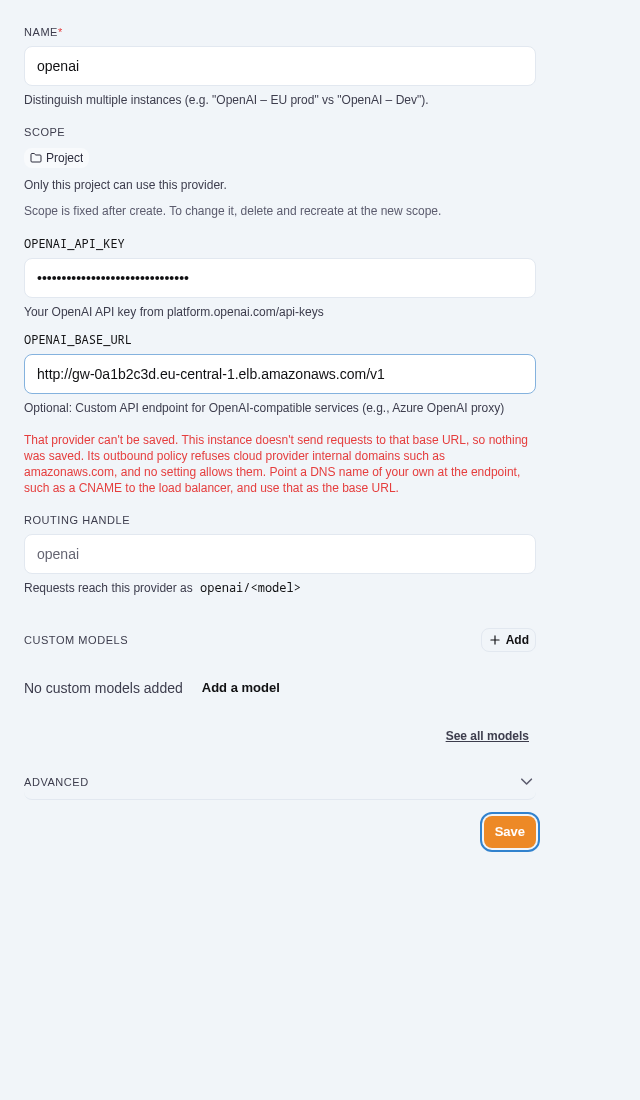 NAME*
openai
Distinguish multiple instances (e.g. "OpenAI – EU prod" vs "OpenAI – Dev").
SCOPE
Project
Only this project can use this provider.
Scope is fixed after create. To change it, delete and recreate at the new scope.
OPENAI_API_KEY
•••••••••••••••••••••••••••••••
Your OpenAI API key from platform.openai.com/api-keys
OPENAI_BASE_URL
http://gw-0a1b2c3d.eu-central-1.elb.amazonaws.com/v1
Optional: Custom API endpoint for OpenAI-compatible services (e.g., Azure OpenAI proxy)
That provider can't be saved. This instance doesn't send requests to that base URL, so nothing
was saved. Its outbound policy refuses cloud provider internal domains such as
amazonaws.com, and no setting allows them. Point a DNS name of your own at the endpoint,
such as a CNAME to the load balancer, and use that as the base URL.
ROUTING HANDLE
openai
Requests reach this provider as openai/<model>
CUSTOM MODELS
Add
No custom models added Add a model
See all models
ADVANCED
Save